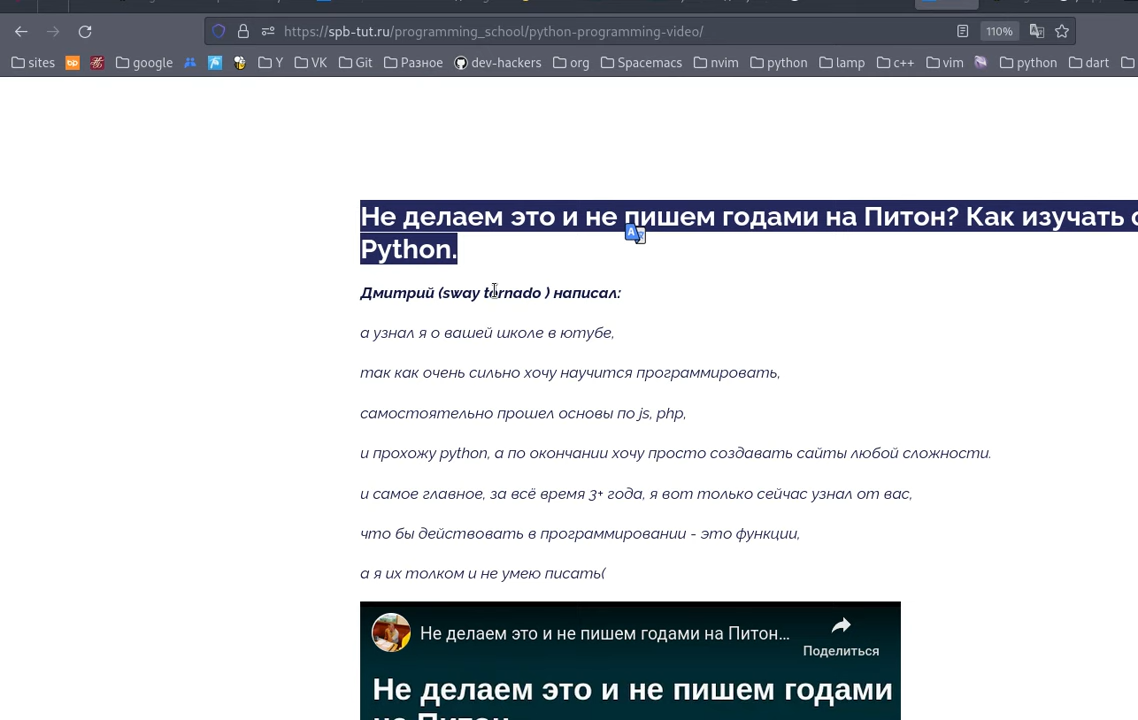 https://spb-tut.ru/programming_school/python-programming-video/
110%
sites
google
Y
VK
Git
Разное
dev-hackers
org
Spacemacs
nvim
python
lamp
c++
vim
python
dart
Не делаем это и не пишем годами на Питон? Как изучать
Python.
Дмитрий (sway tornado ) написал:
а узнал я о вашей школе в ютубе,
так как очень сильно хочу научится программировать,
самостоятельно прошел основы по js, php,
и прохожу python, а по окончании хочу просто создавать сайты любой сложности.
и самое главное, за всё время 3+ года, я вот только сейчас узнал от вас,
что бы действовать в программировании - это функции,
а я их толком и не умею писать(
Не делаем это и не пишем годами на Питон...
Поделиться
Не делаем это и не пишем годами
на Питон